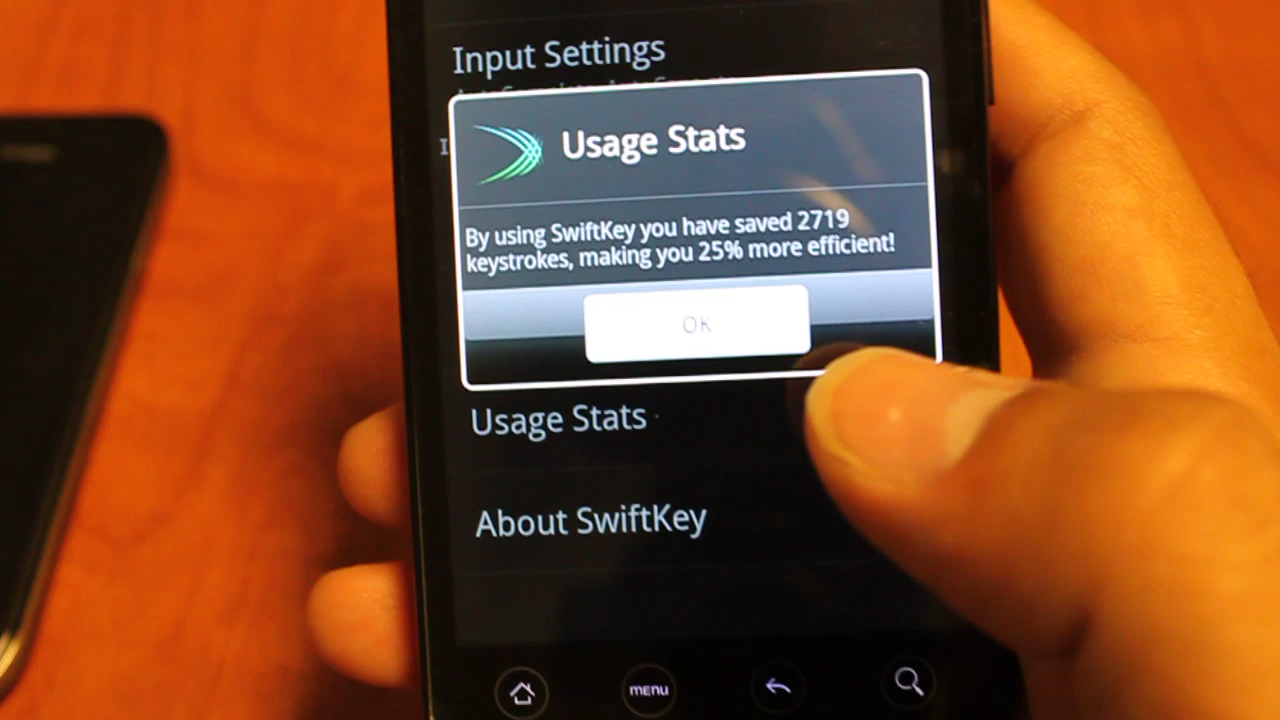 Input Settings
Usage Stats
By using SwiftKey you have saved 2719
keystrokes, making you 25% more efficient!
OK
Usage Stats
About SwiftKey
menu